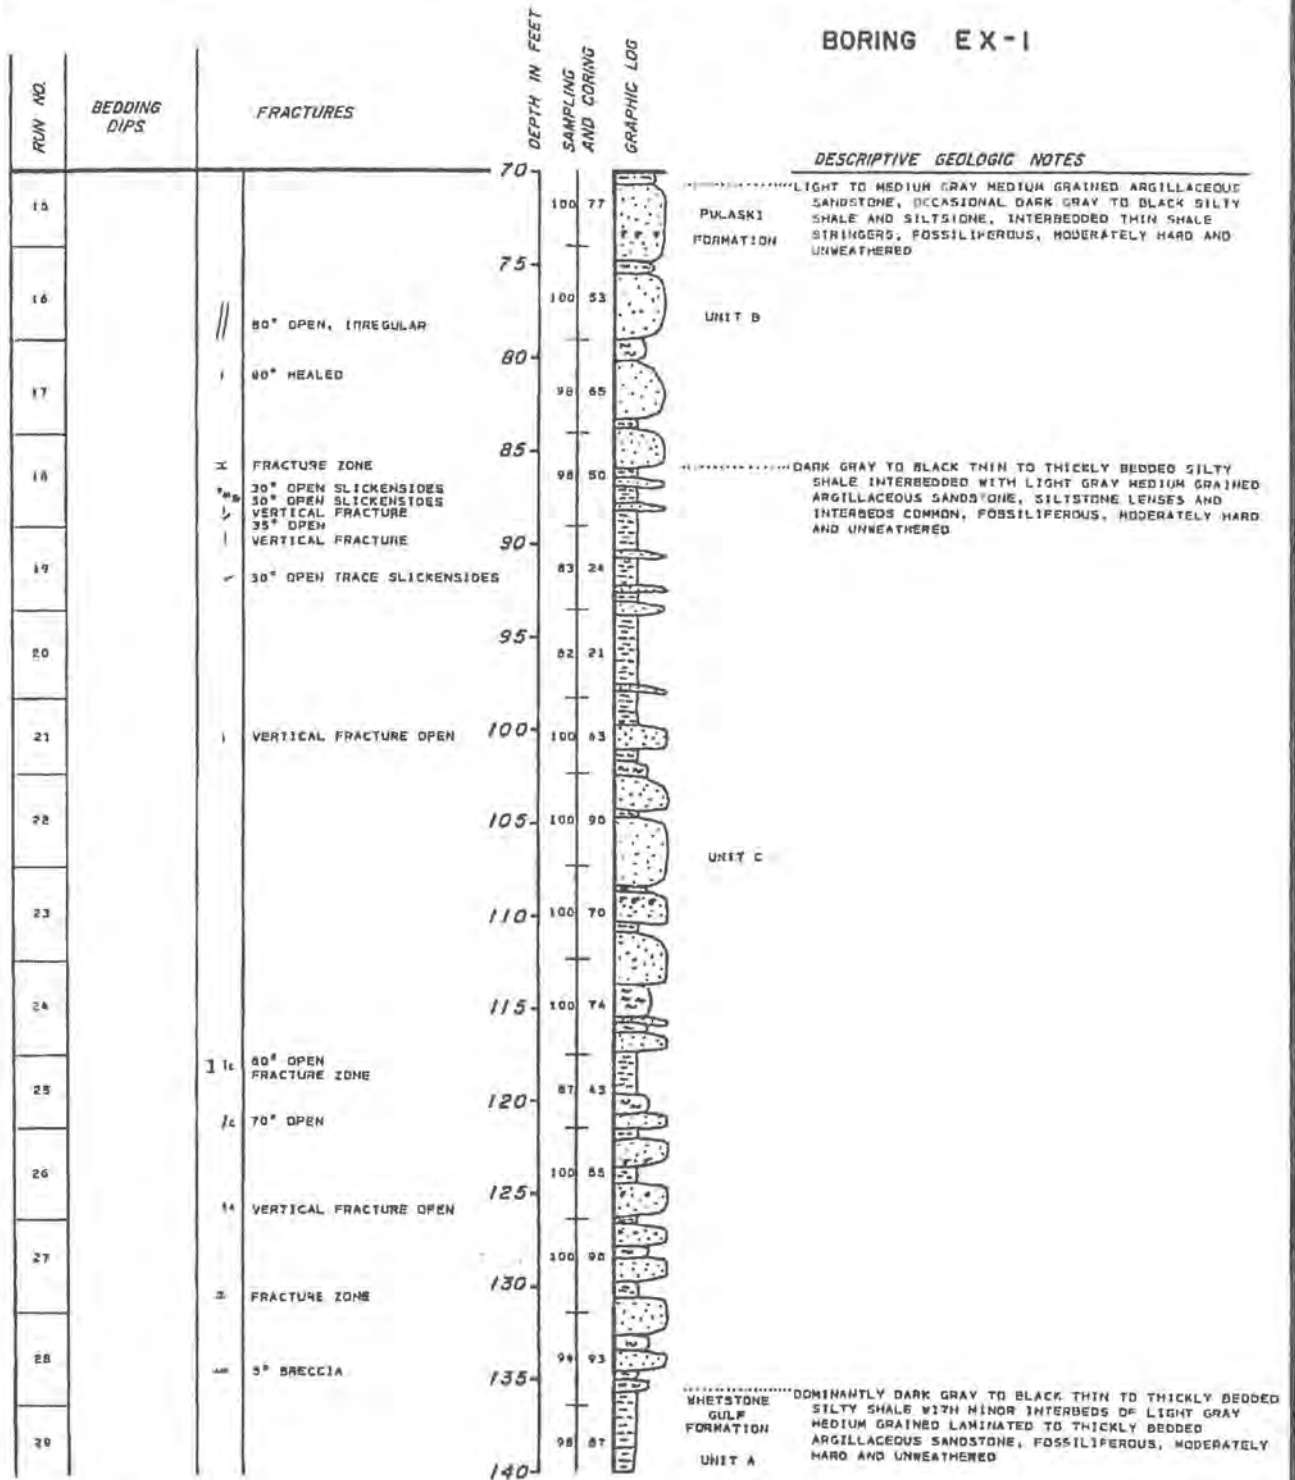 BORING EX-1
RUN NO.
BEDDING
DIPS
FRACTURES
DEPTH IN FEET
SAMPLING
AND CORING
GRAPHIC LOG
DESCRIPTIVE GEOLOGIC NOTES
70
LIGHT TO MEDIUM GRAY MEDIUM GRAINED ARGILLACEOUS
15
100 77
PULASKI
SANDSTONE, OCCASIONAL DARK GRAY TO BLACK SILTY
SHALE AND SILTSTONE, INTERBEDDED THIN SHALE
FORMATION
STRINGERS, FOSSILIFEROUS, MODERATELY HARD AND
UNWEATHERED
75
16
100 53
UNIT B
80° OPEN, IRREGULAR
80
HEALED
17
98 65
85
FRACTURE ZONE
DARK GRAY TO BLACK THIN TO THICKLY BEDDED SILTY
18
50
SHALE INTERBEDDED WITH LIGHT GRAY MEDIUM GRAINED
30° OPEN SLICKENSIDES
ARGILLACEOUS SANDSTONE, SILTSTONE LENSES AND
OPEN SLICKENSIDES
VERTICAL FRACTURE
INTERBEDS COMMON, FOSSILIFEROUS, MODERATELY HARD
35° OPEN
AND UNWEATHERED
VERTICAL FRACTURE
90
19
83 24
30° OPEN TRACE SLICKENSIDES
95
20
82 21
100
21
VERTICAL FRACTURE OPEN
100 63
105
22
100
UNIT C
110
23
100 70
115
24
100 74
OPEN
FRACTURE ZONE
25
87 43
120
70° OPEN
26
100
125
VERTICAL FRACTURE OPEN
27
100
130
FRACTURE ZONE
28
93
5° BRECCIA
135
WHETSTONE
GULF
FORMATION
DOMINANTLY DARK GRAY TO BLACK THIN TO THICKLY BEDDED
SILTY SHALE WITH MINOR INTERBEDS OF LIGHT GRAY
MEDIUM GRAINED LAMINATED TO THICKLY BEDDED
ARGILLACEOUS SANDSTONE, FOSSILIFEROUS, MODERATELY
HARD AND UNWEATHERED
29
UNIT A
140